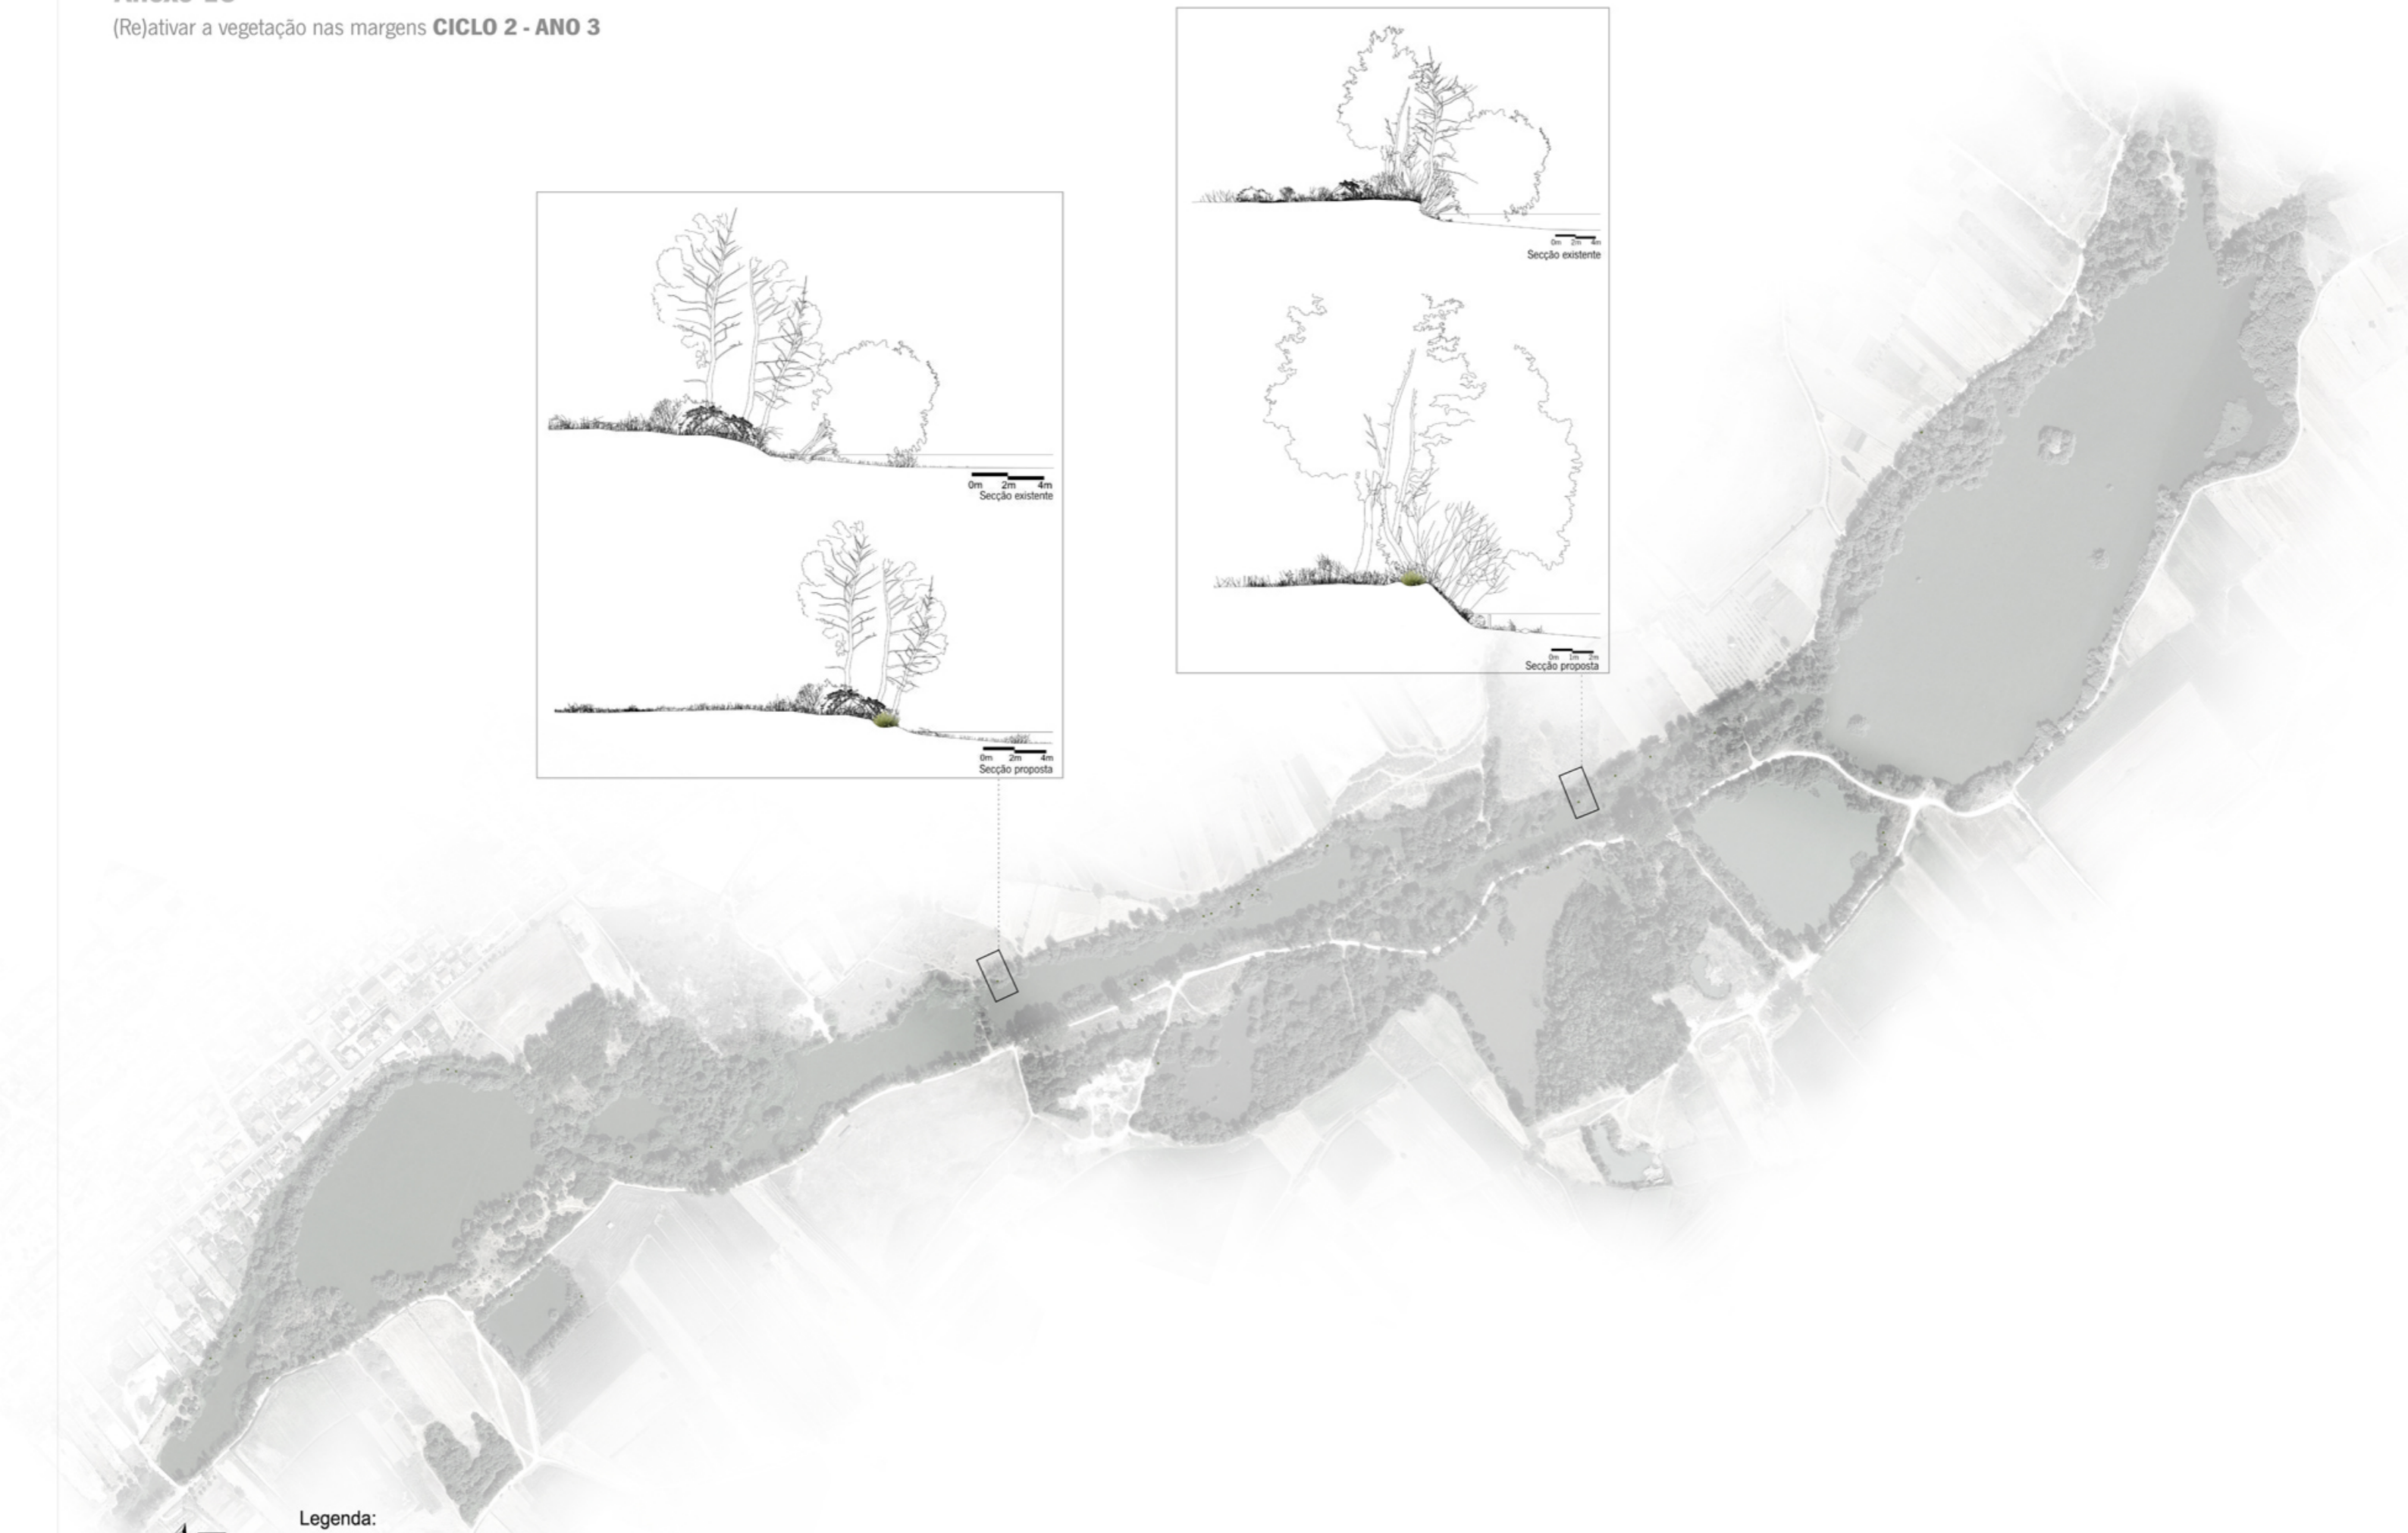 (Re)ativar a vegetação nas margens CICLO 2 - ANO 3
0m 2m 4m
Secção existente
0m 2m 4m
Secção proposta
0m 2m 4m
Secção existente
0m 1m 2m
Secção proposta
Legenda: